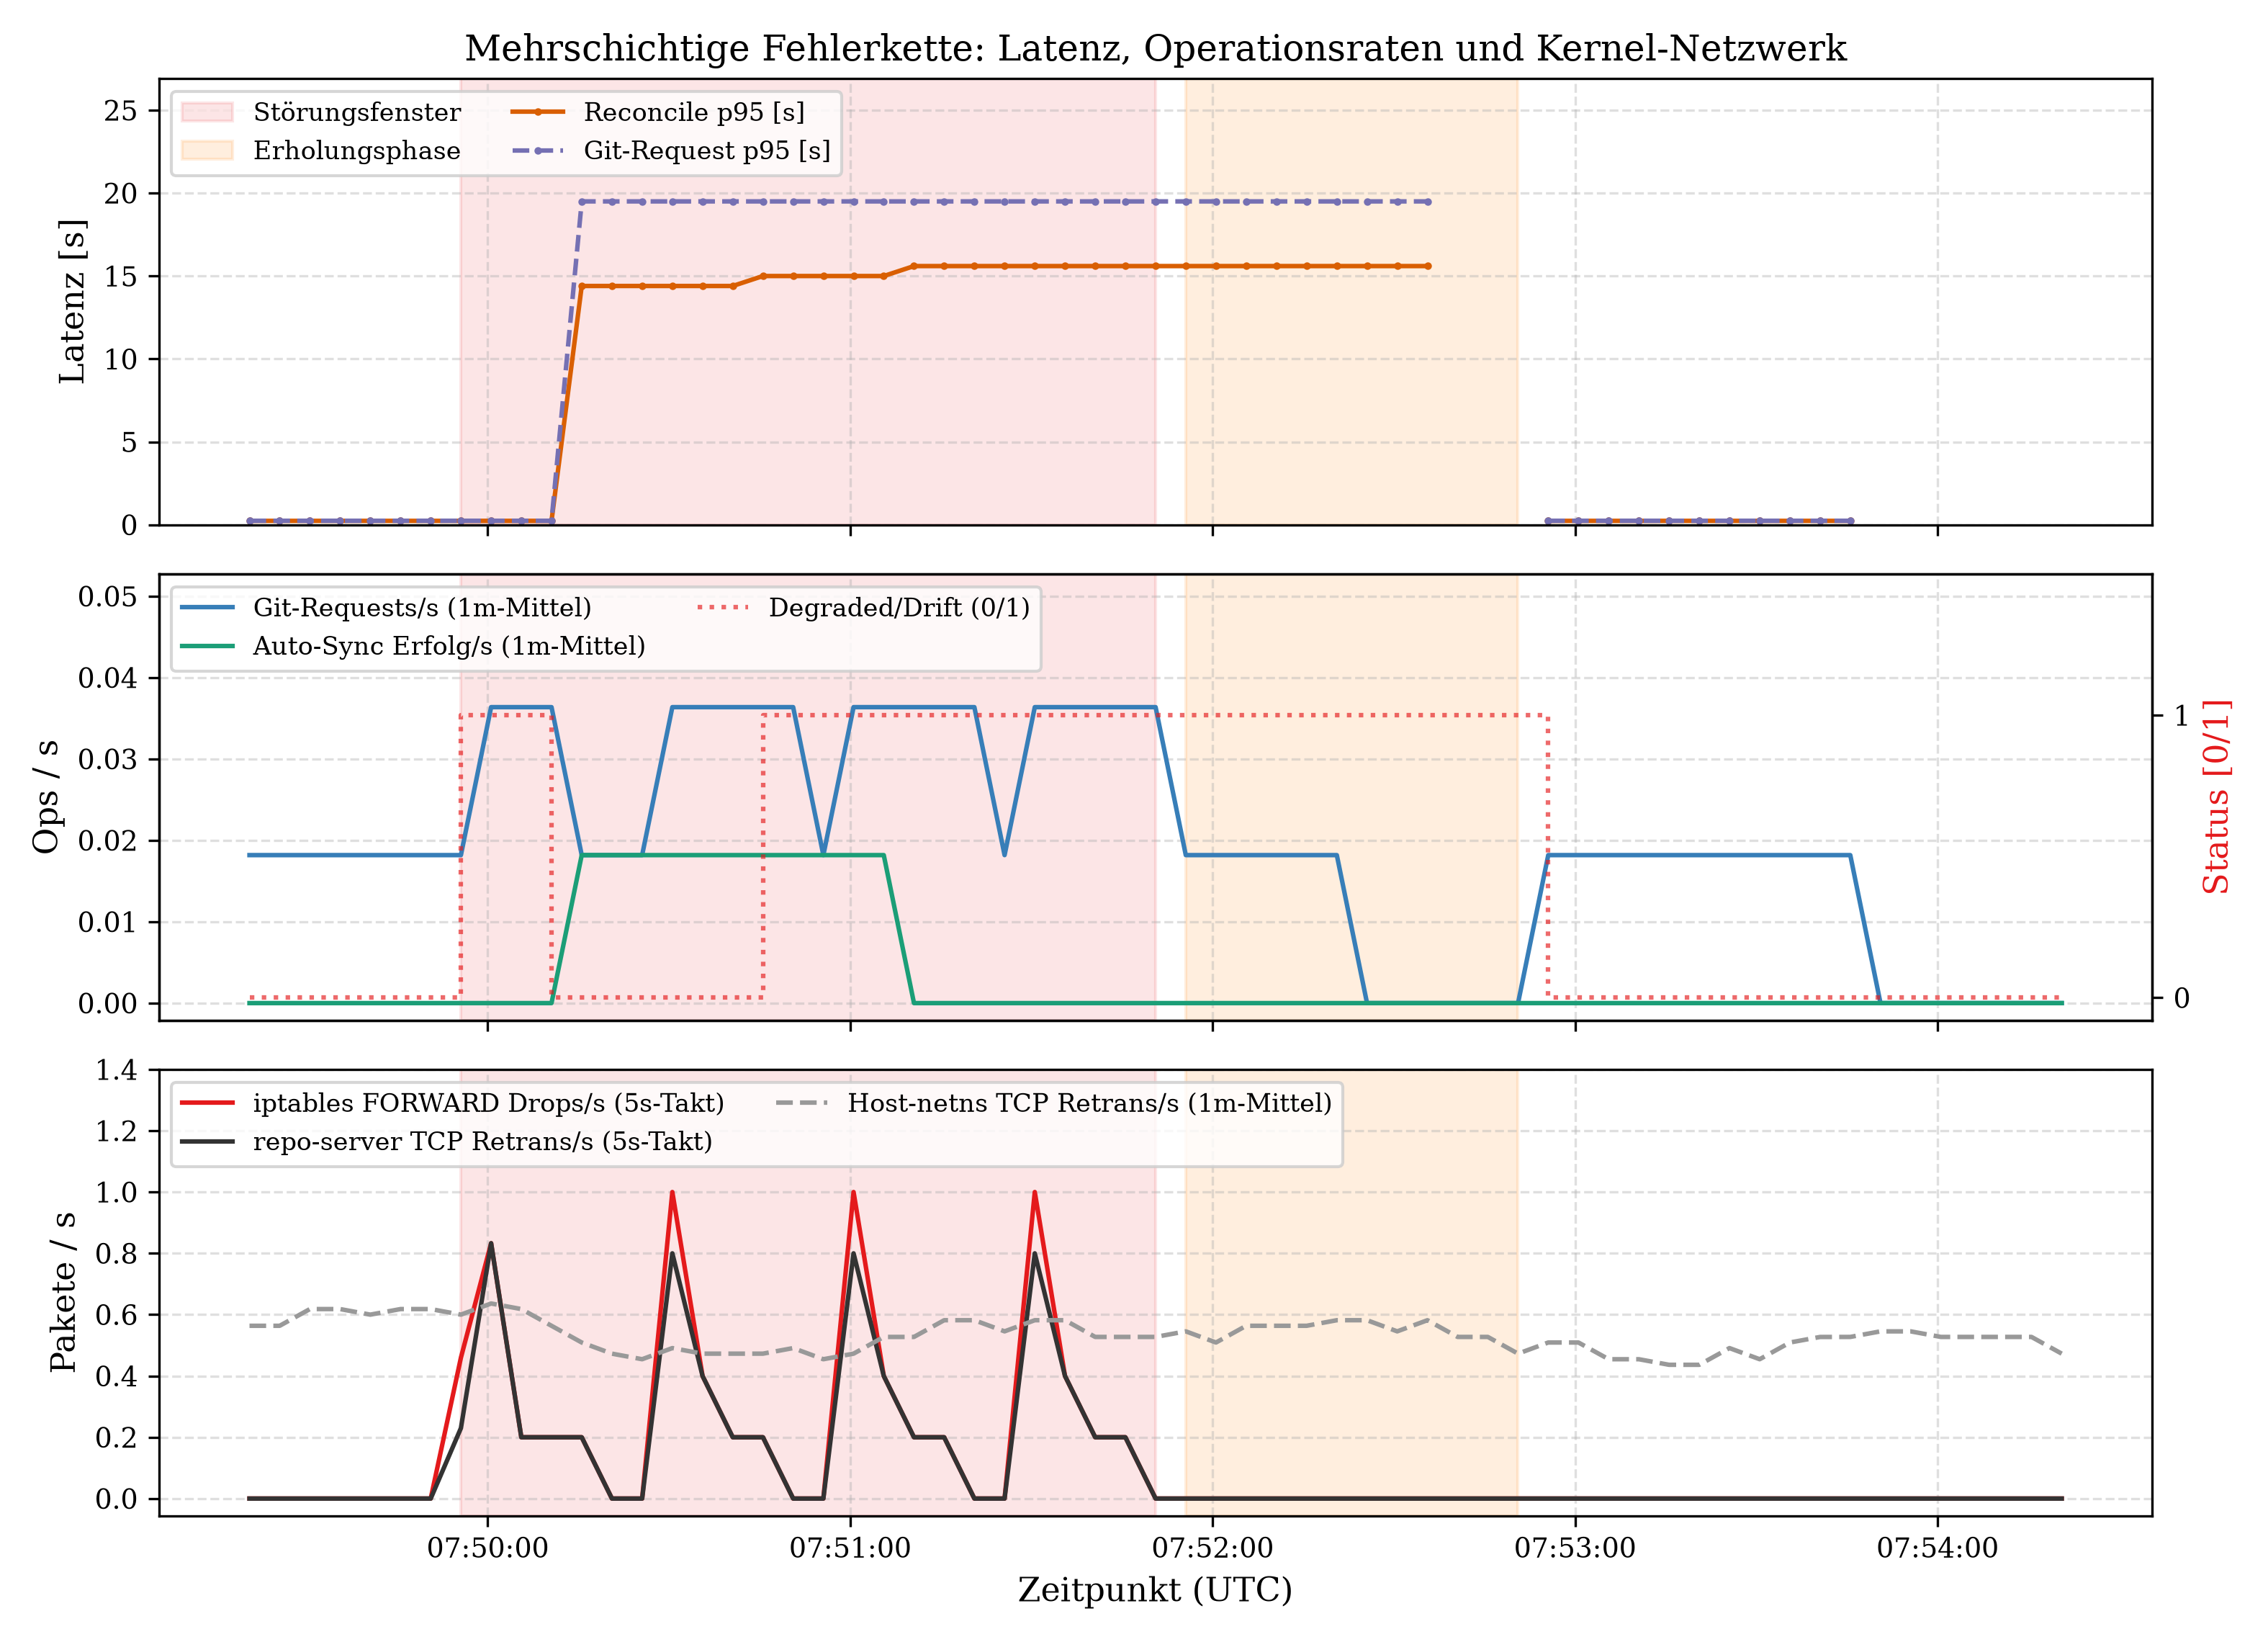 Mehrschichtige Fehlerkette: Latenz, Operationsraten und Kernel-Netzwerk
Störungsfenster
Erholungsphase
Reconcile p95 [s]
Git-Request p95 [s]
Latenz [s]
25
20
15
10
5
0
Git-Requests/s (1m-Mittel)
Auto-Sync Erfolg/s (1m-Mittel)
Degraded/Drift (0/1)
Ops / s
0.05
0.04
0.03
0.02
0.01
0.00
1
0
Status [0/1]
iptables FORWARD Drops/s (5s-Takt)
repo-server TCP Retrans/s (5s-Takt)
Host-netns TCP Retrans/s (1m-Mittel)
Pakete / s
1.4
1.2
1.0
0.8
0.6
0.4
0.2
0.0
07:50:00
07:51:00
07:52:00
07:53:00
07:54:00
Zeitpunkt (UTC)